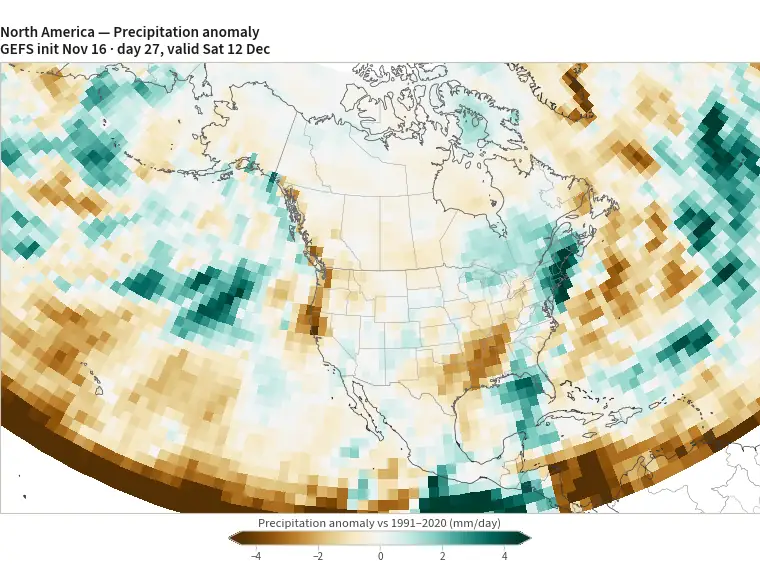 North America — Precipitation anomaly
GEFS init Nov 16 · day 27, valid Sat 12 Dec
Precipitation anomaly vs 1991–2020 (mm/day)
−4 −2 0 2 4